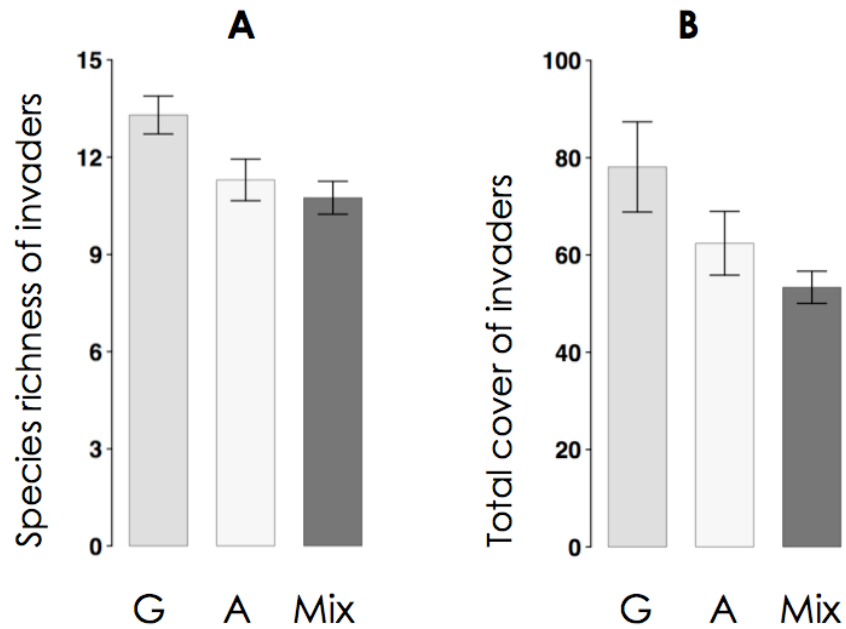 A
Species richness of invaders
15
12
9
6
3
0
G A Mix
B
Total cover of invaders
100
80
60
40
20
0
G A Mix